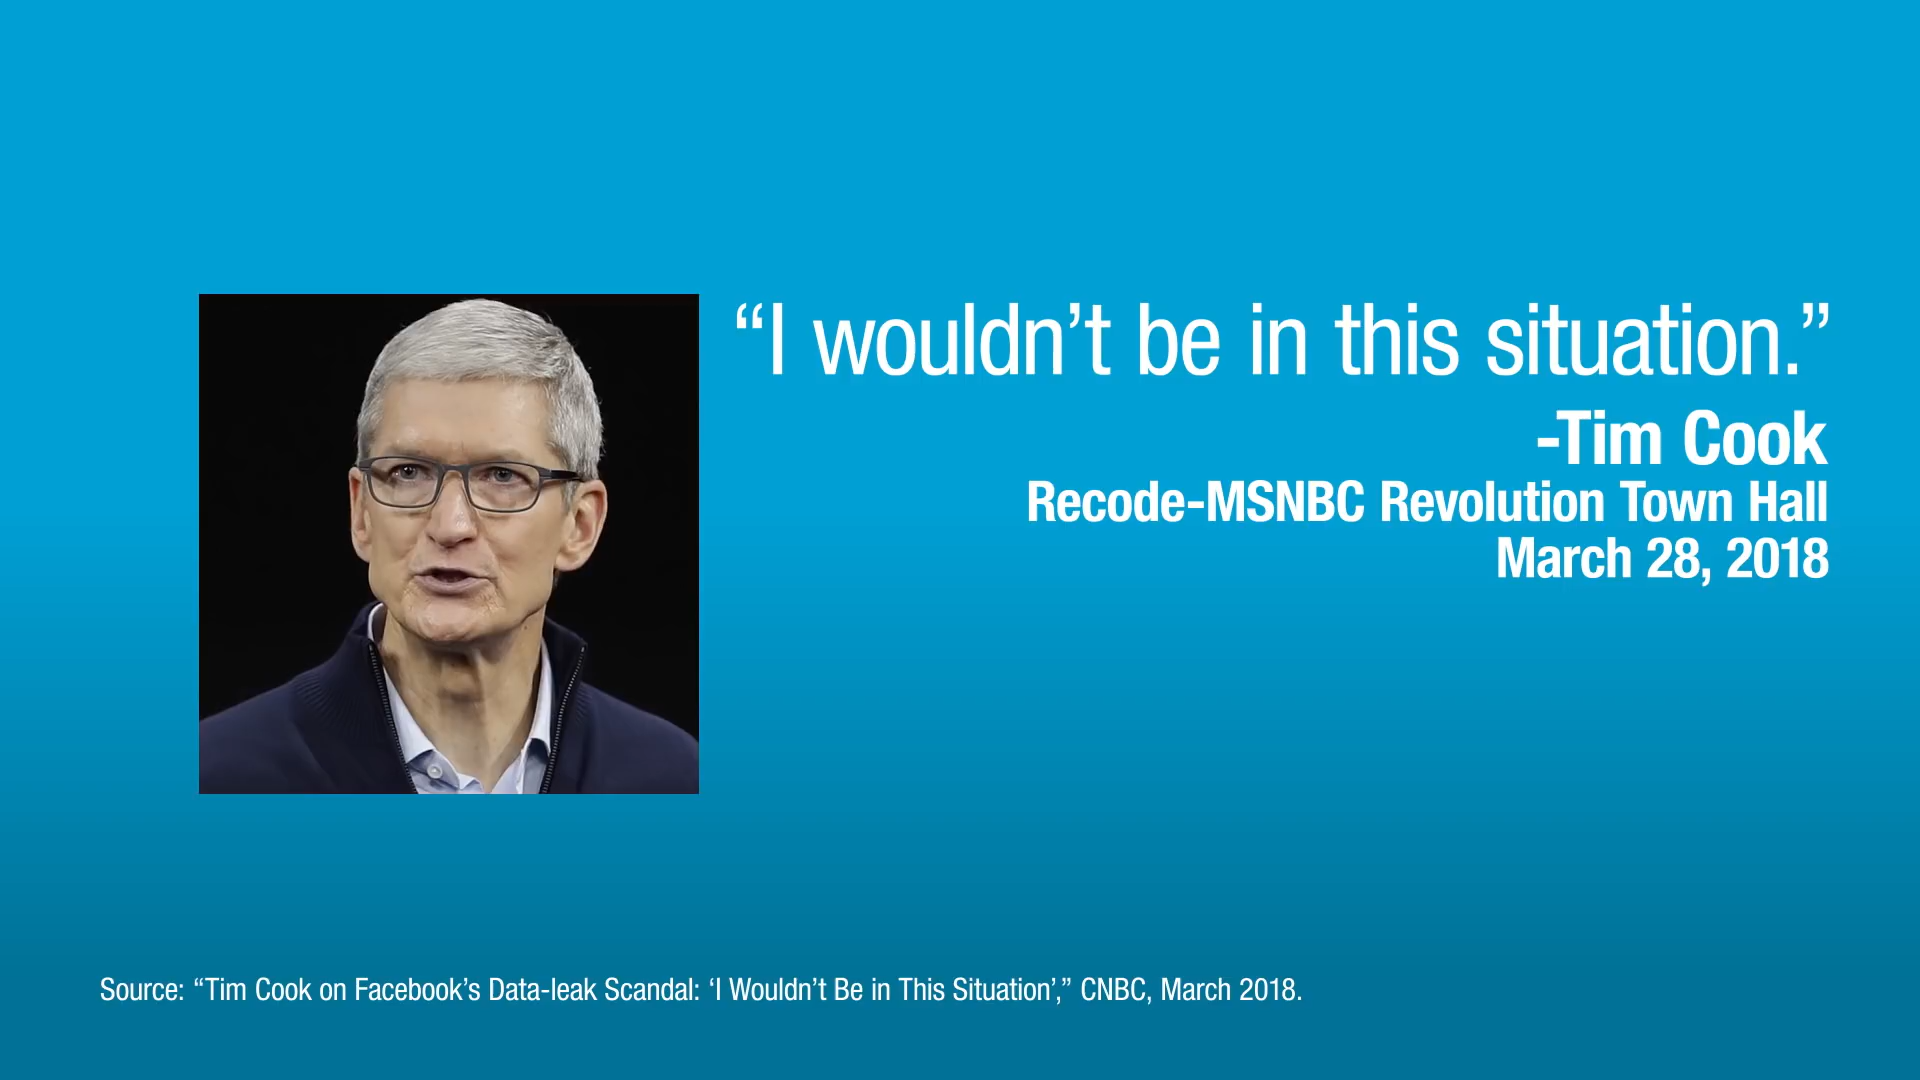 “I wouldn’t be in this situation.”
-Tim Cook
Recode-MSNBC Revolution Town Hall
March 28, 2018
Source: “Tim Cook on Facebook’s Data-leak Scandal: ‘I Wouldn’t Be in This Situation’,” CNBC, March 2018.